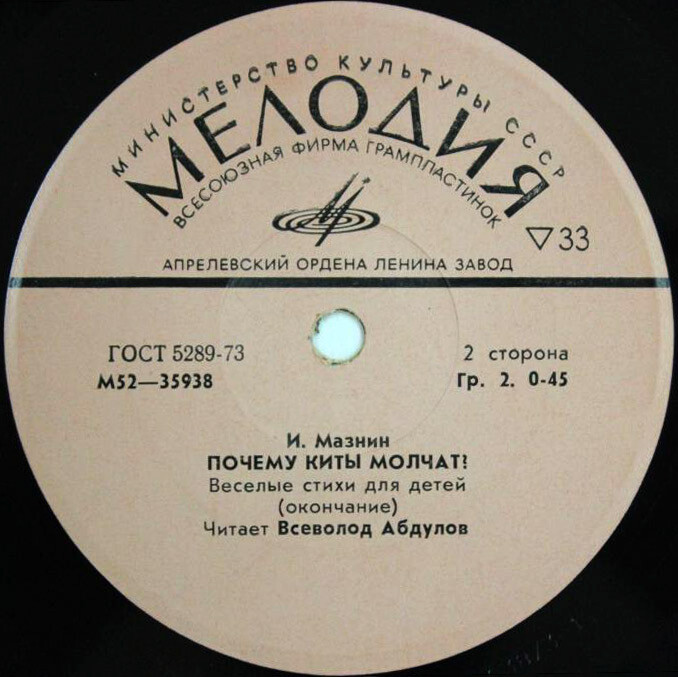 МИНИСТЕРСТВО КУЛЬТУРЫ СССР
МЕЛОДИЯ
ВСЕСОЮЗНАЯ ФИРМА ГРАМПЛАСТИНОК
▽33
АПРЕЛЕВСКИЙ ОРДЕНА ЛЕНИНА ЗАВОД
ГОСТ 5289-73
М52—35938
2 сторона
Гр. 2. 0-45
И. Мазнин
ПОЧЕМУ КИТЫ МОЛЧАТ?
Веселые стихи для детей
(окончание)
Читает Всеволод Абдулов